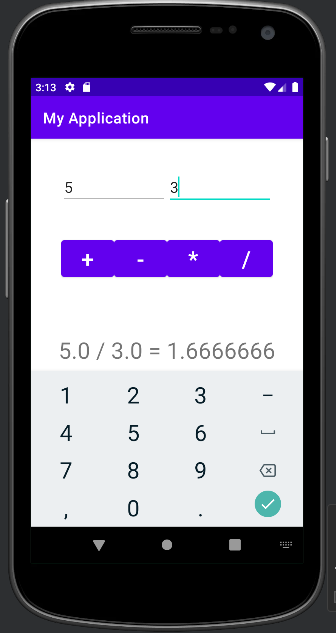 3:13
My Application
5 3
+ - * /
5.0 / 3.0 = 1.6666666
1 2 3 –
4 5 6
7 8 9
, 0 .